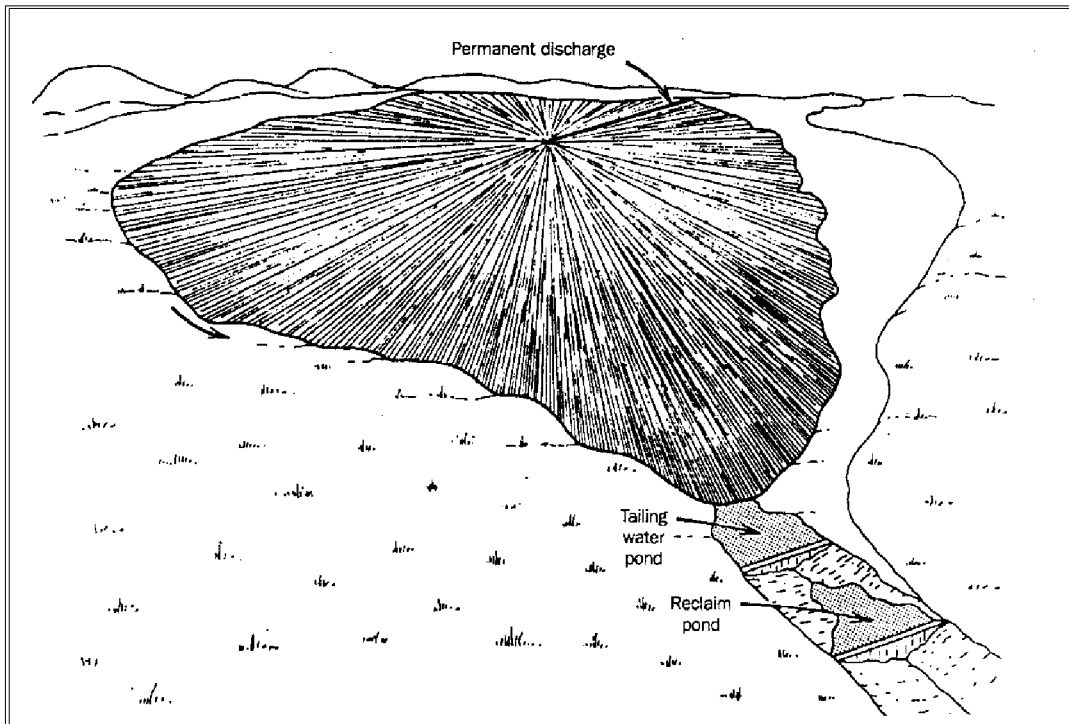 Permanent discharge
Tailing
water
pond
Reclaim
pond